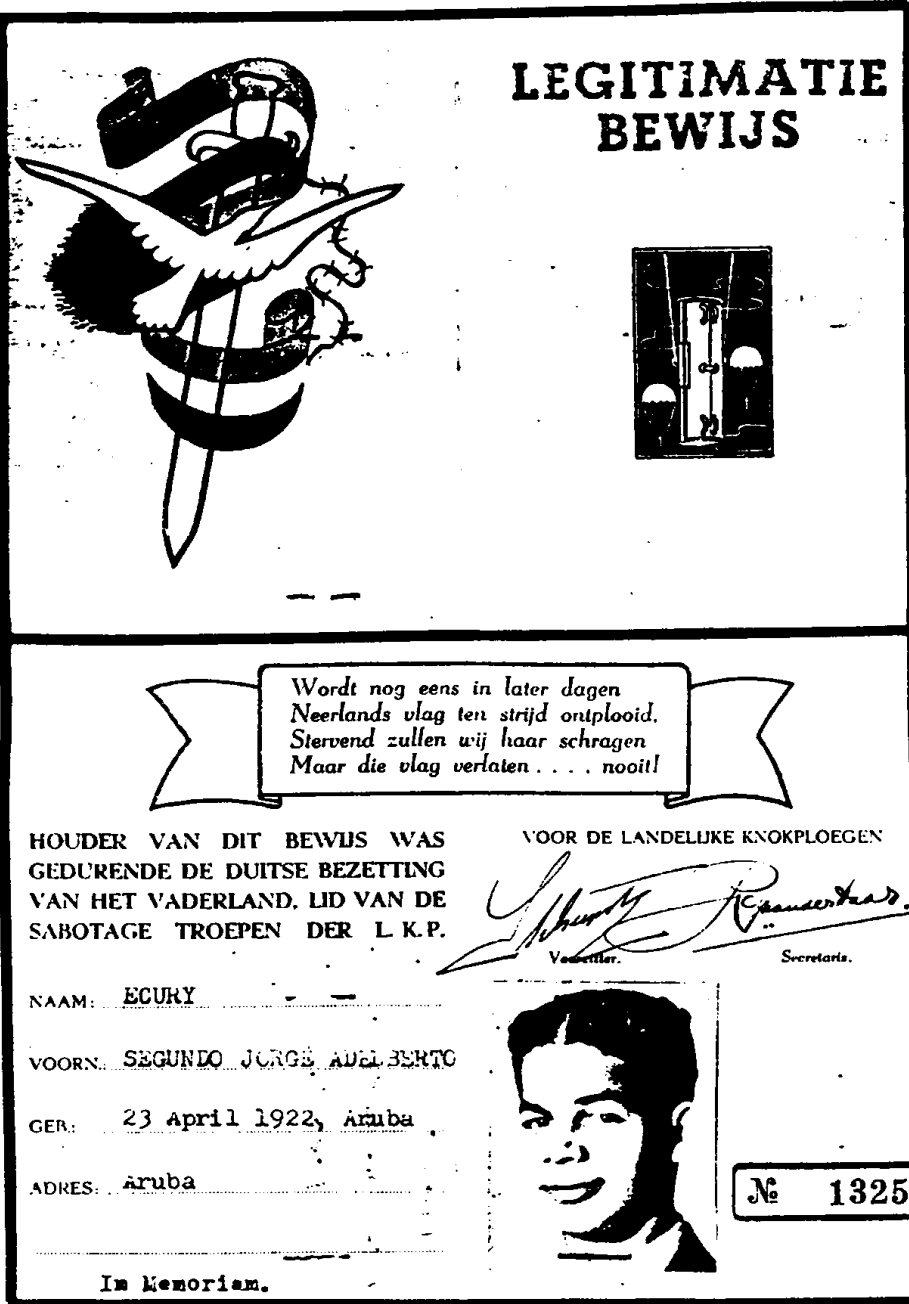 LEGITIMATIE
BEWIJS
Wordt nog eens in later dagen
Neerlands vlag ten strijd ontplooid,
Stervend zullen wij haar schragen
Maar die vlag verlaten . . . . nooit!
HOUDER VAN DIT BEWIJS WAS
GEDURENDE DE DUITSE BEZETTING
VAN HET VADERLAND, LID VAN DE
SABOTAGE TROEPEN DER L.K.P.
VOOR DE LANDELIJKE KNOKPLOEGEN
Voorzitter. Secretaris.
NAAM: ECURY
VOORN.: SEGUNDO JORGE ADELBERTO
GEB.: 23 April 1922, Aruba
ADRES: Aruba
№ 1325
In Memoriam.